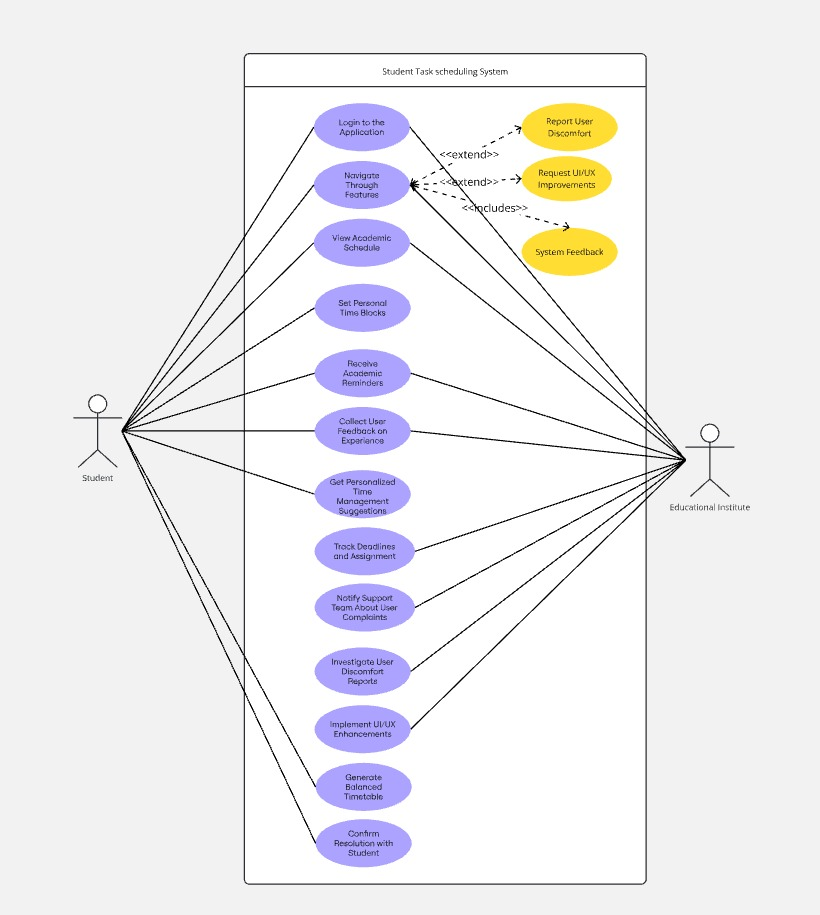 Student Task scheduling System
Login to the
Application
Report User
Discomfort
<<extend>>
Navigate
Through
Features
<<extend>>
Request UI/UX
Improvements
<<includes>>
View Academic
Schedule
System Feedback
Set Personal
Time Blocks
Receive
Academic
Reminders
Collect User
Feedback on
Experience
Student
Get Personalized
Time
Management
Suggestions
Educational Institute
Track Deadlines
and Assignment
Notify Support
Team About User
Complaints
Investigate User
Discomfort
Reports
Implement UI/UX
Enhancements
Generate
Balanced
Timetable
Confirm
Resolution with
Student